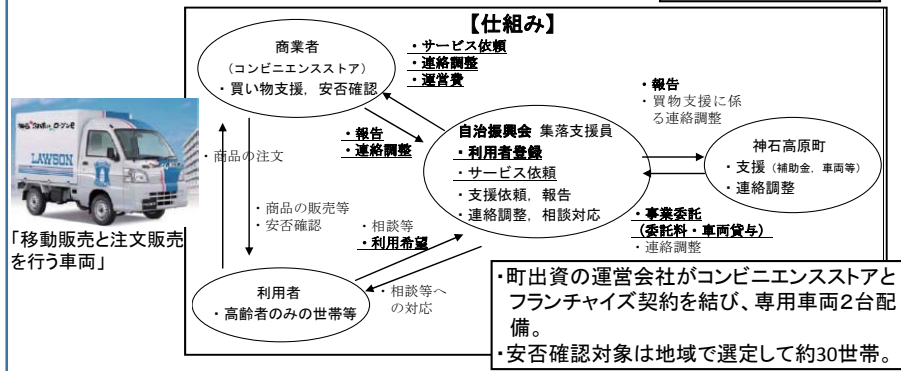 【仕組み】
商業者
（コンビニエンスストア）
・買い物支援，安否確認
・サービス依頼
・連絡調整
・運営費
・報告
・連絡調整
自治振興会 集落支援員
・利用者登録
・サービス依頼
・支援依頼，報告
・連絡調整，相談対応
・報告
・買物支援に係
る連絡調整
神石高原町
・支援（補助金，車両等）
・連絡調整
・事業委託
（委託料・車両貸与）
・連絡調整
LAWSON
「移動販売と注文販売
を行う車両」
・商品の注文
・商品の販売等
・安否確認
・相談等
・利用希望
・相談等へ
の対応
利用者
・高齢者のみの世帯等
・町出資の運営会社がコンビニエンスストアと
フランチャイズ契約を結び、専用車両２台配
備。
・安否確認対象は地域で選定して約30世帯。